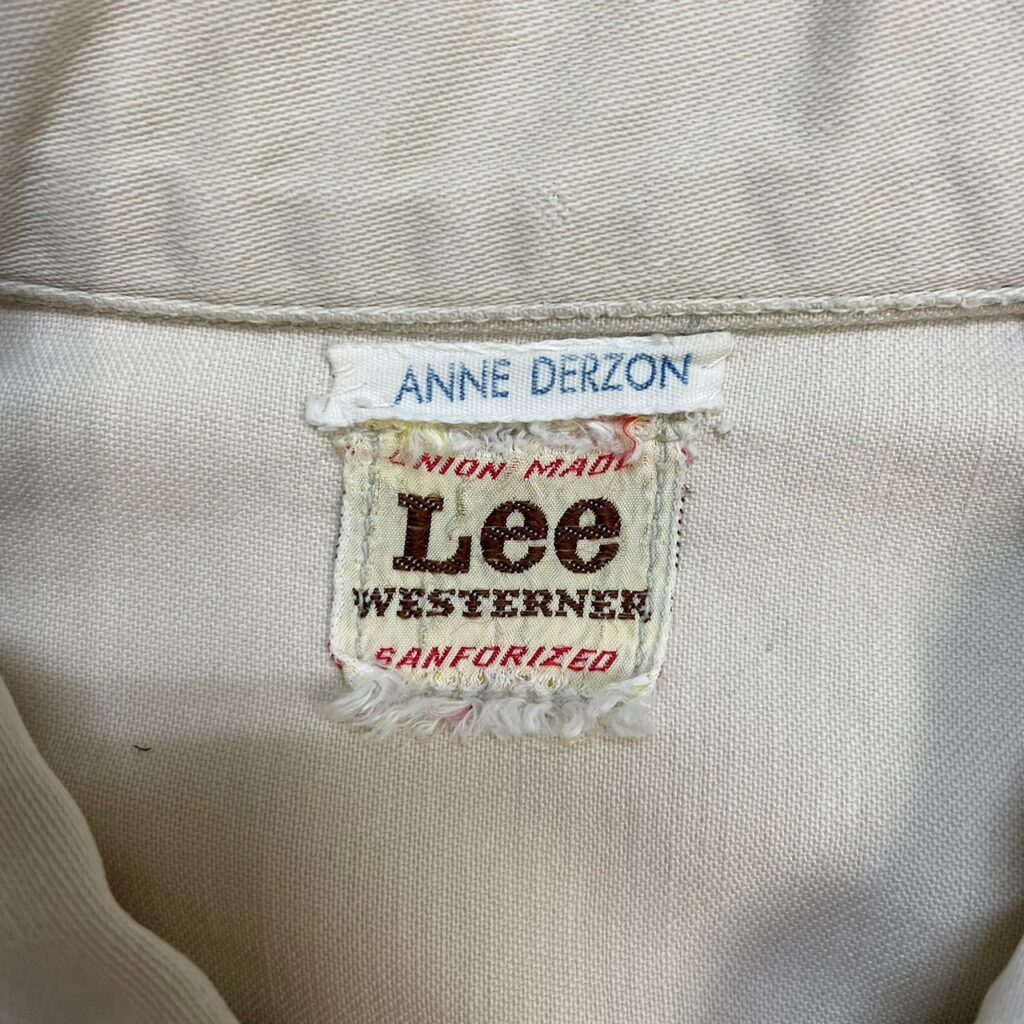 ANNE DERZON
UNION MADE
Lee
WESTERNER
SANFORIZED